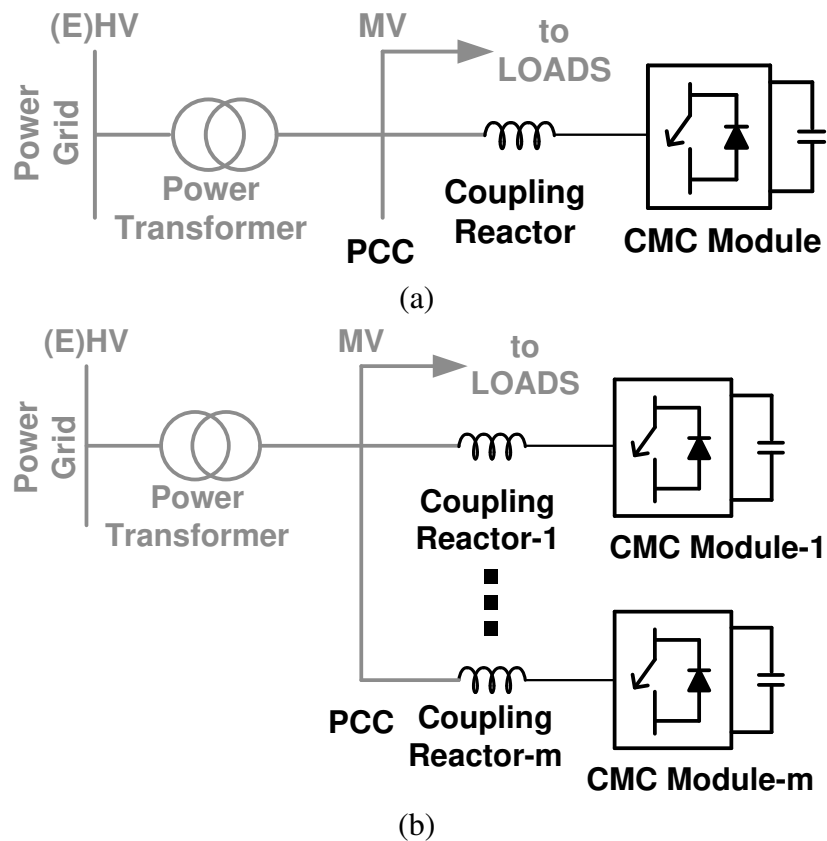 (E)HV
MV
to
LOADS
Power
Grid
Power
Transformer
Coupling
Reactor
PCC
CMC Module
(a)
(E)HV
MV
to
LOADS
Power
Grid
Power
Transformer
Coupling
Reactor-1
CMC Module-1
PCC
Coupling
Reactor-m
CMC Module-m
(b)